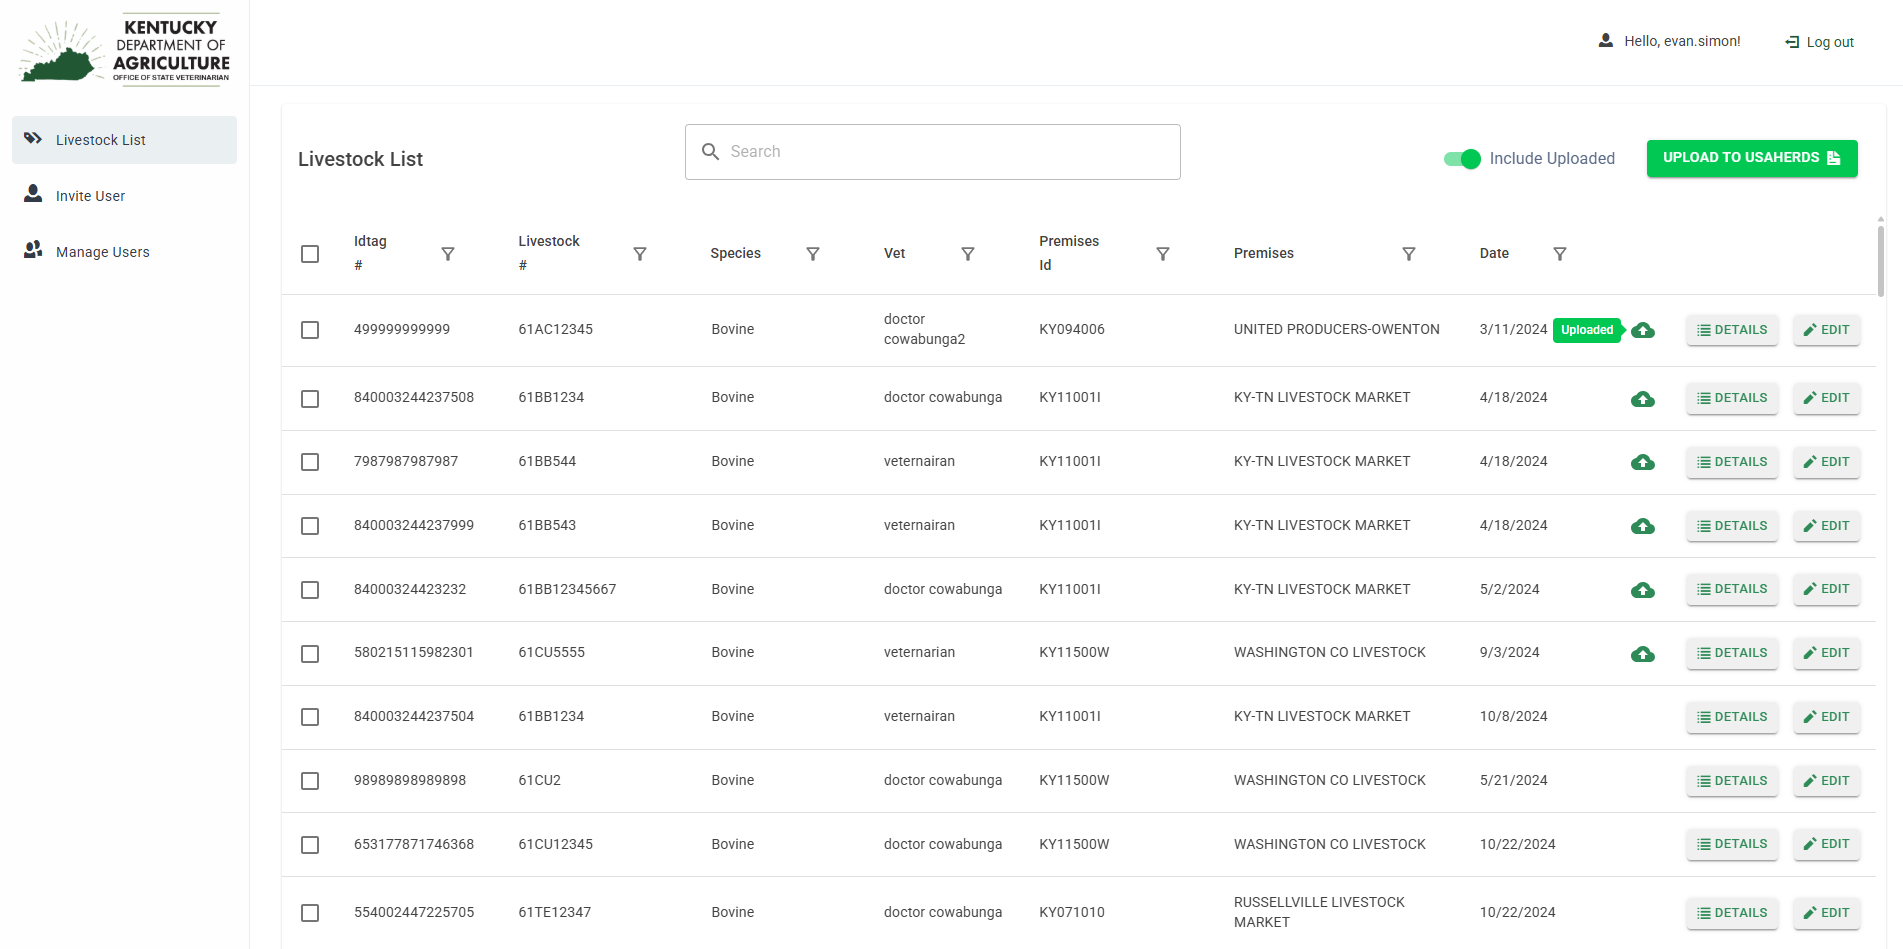 KENTUCKY
DEPARTMENT OF
AGRICULTURE
OFFICE OF STATE VETERINARIAN
Hello, evan.simon!
Log out
Livestock List
Invite User
Manage Users
Livestock List
Search
Include Uploaded
UPLOAD TO USAHERDS
Idtag # Livestock # Species Vet Premises Id Premises Date
499999999999 61AC12345 Bovine doctor cowabunga2 KY094006 UNITED PRODUCERS-OWENTON 3/11/2024 Uploaded DETAILS EDIT
840003244237508 61BB1234 Bovine doctor cowabunga KY11001I KY-TN LIVESTOCK MARKET 4/18/2024 DETAILS EDIT
7987987987987 61BB544 Bovine veternairan KY11001I KY-TN LIVESTOCK MARKET 4/18/2024 DETAILS EDIT
840003244237999 61BB543 Bovine veternairan KY11001I KY-TN LIVESTOCK MARKET 4/18/2024 DETAILS EDIT
84000324423232 61BB12345667 Bovine doctor cowabunga KY11001I KY-TN LIVESTOCK MARKET 5/2/2024 DETAILS EDIT
580215115982301 61CU5555 Bovine veternarian KY11500W WASHINGTON CO LIVESTOCK 9/3/2024 DETAILS EDIT
840003244237504 61BB1234 Bovine veternairan KY11001I KY-TN LIVESTOCK MARKET 10/8/2024 DETAILS EDIT
98989898989898 61CU2 Bovine doctor cowabunga KY11500W WASHINGTON CO LIVESTOCK 5/21/2024 DETAILS EDIT
653177871746368 61CU12345 Bovine doctor cowabunga KY11500W WASHINGTON CO LIVESTOCK 10/22/2024 DETAILS EDIT
554002447225705 61TE12347 Bovine doctor cowabunga KY071010 RUSSELLVILLE LIVESTOCK MARKET 10/22/2024 DETAILS EDIT